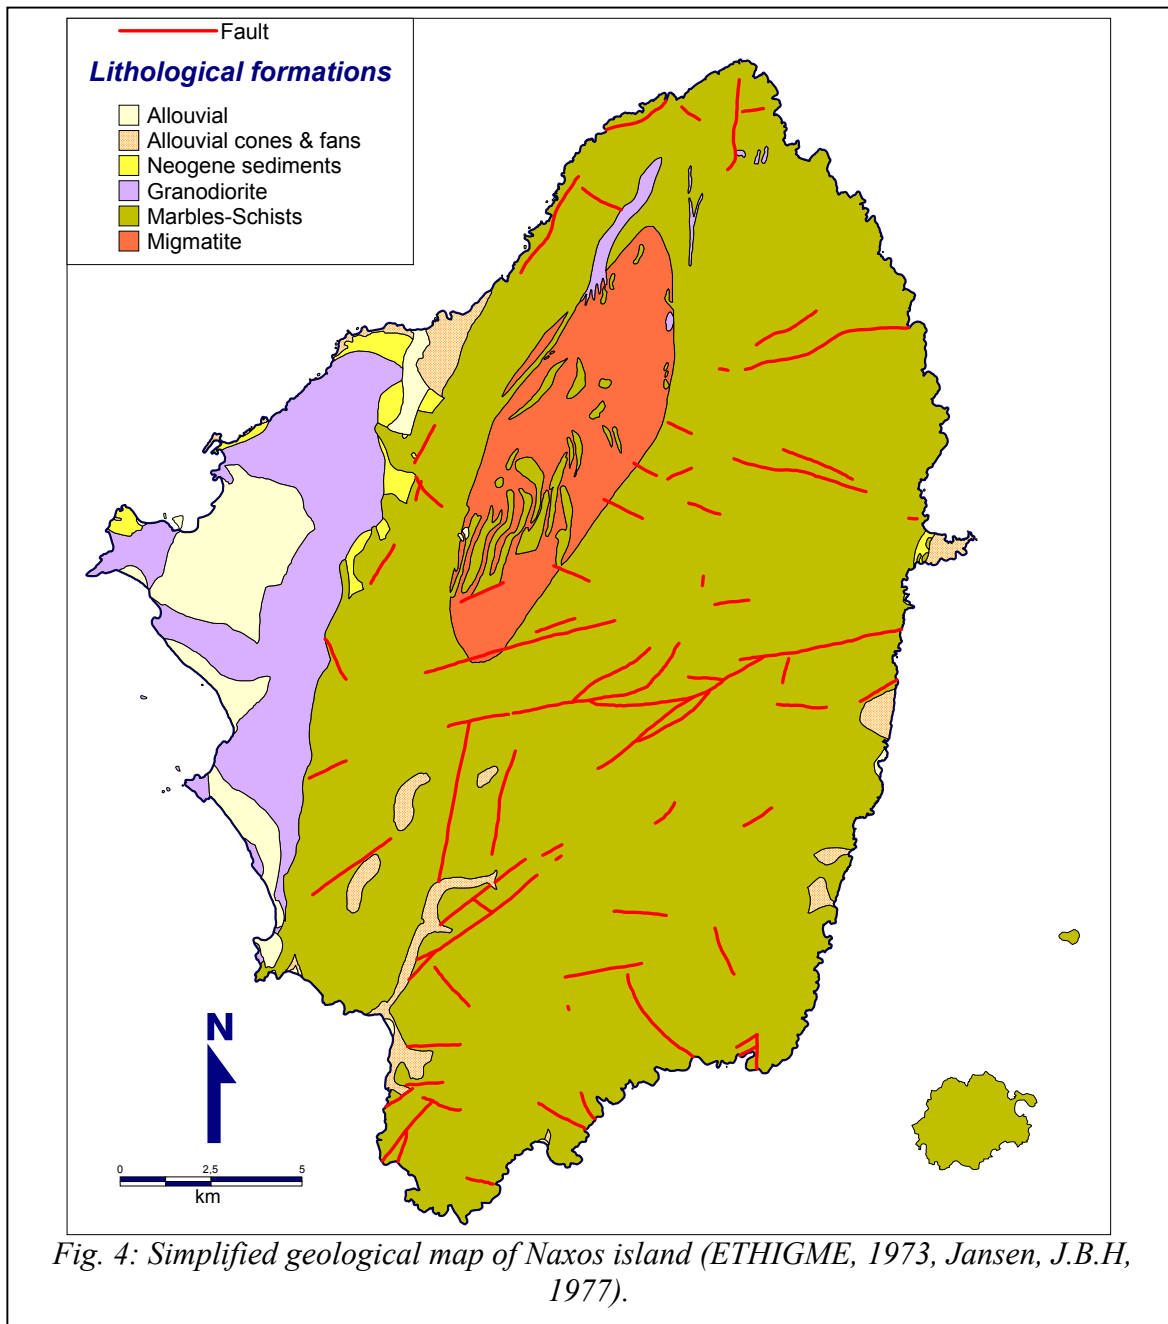 Fault
Lithological formations
Allouvial
Allouvial cones & fans
Neogene sediments
Granodiorite
Marbles-Schists
Migmatite
N
0 2,5 5
km
Fig. 4: Simplified geological map of Naxos island (ETHIGME, 1973, Jansen, J.B.H,
1977).